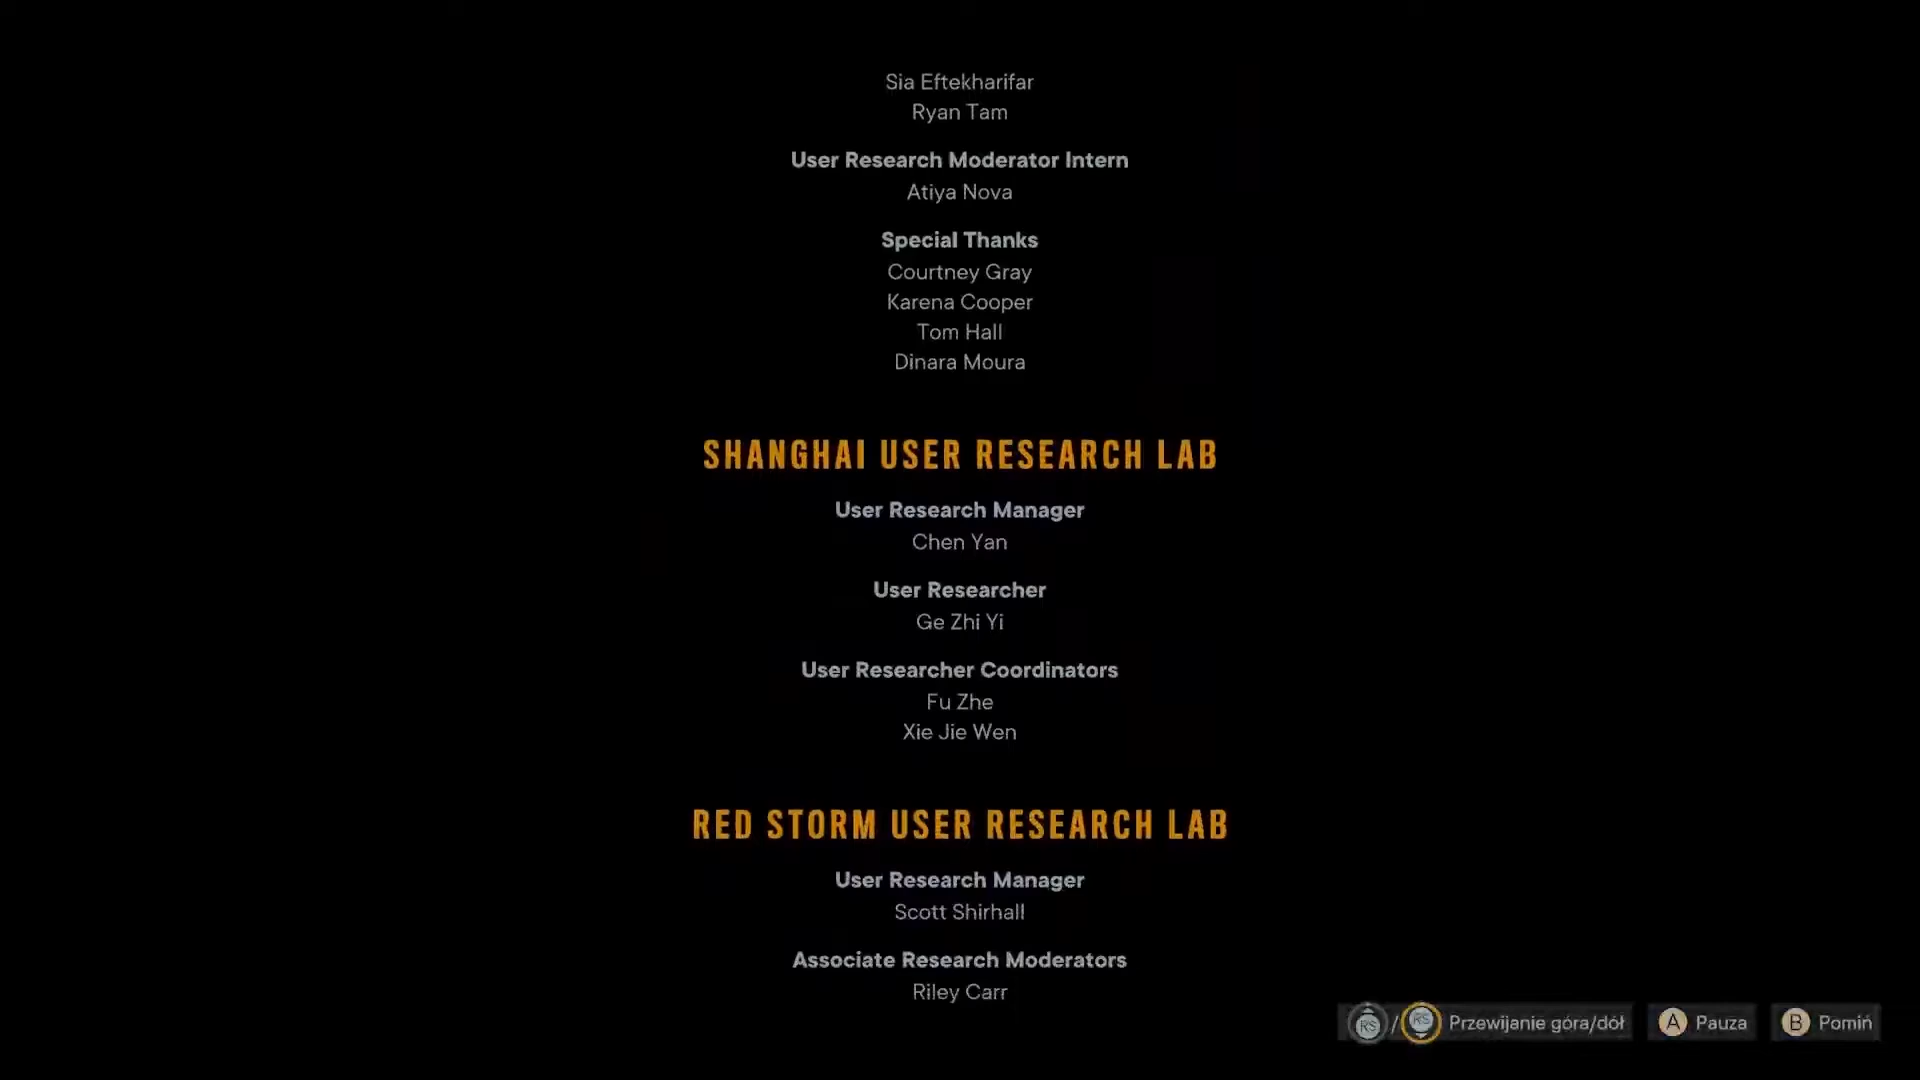 Sia Eftekharifar
Ryan Tam
User Research Moderator Intern
Atiya Nova
Special Thanks
Courtney Gray
Karena Cooper
Tom Hall
Dinara Moura
SHANGHAI USER RESEARCH LAB
User Research Manager
Chen Yan
User Researcher
Ge Zhi Yi
User Researcher Coordinators
Fu Zhe
Xie Jie Wen
RED STORM USER RESEARCH LAB
User Research Manager
Scott Shirhall
Associate Research Moderators
Riley Carr
RS / RS Przewijanie góra/dół A Pauza B Pomiń